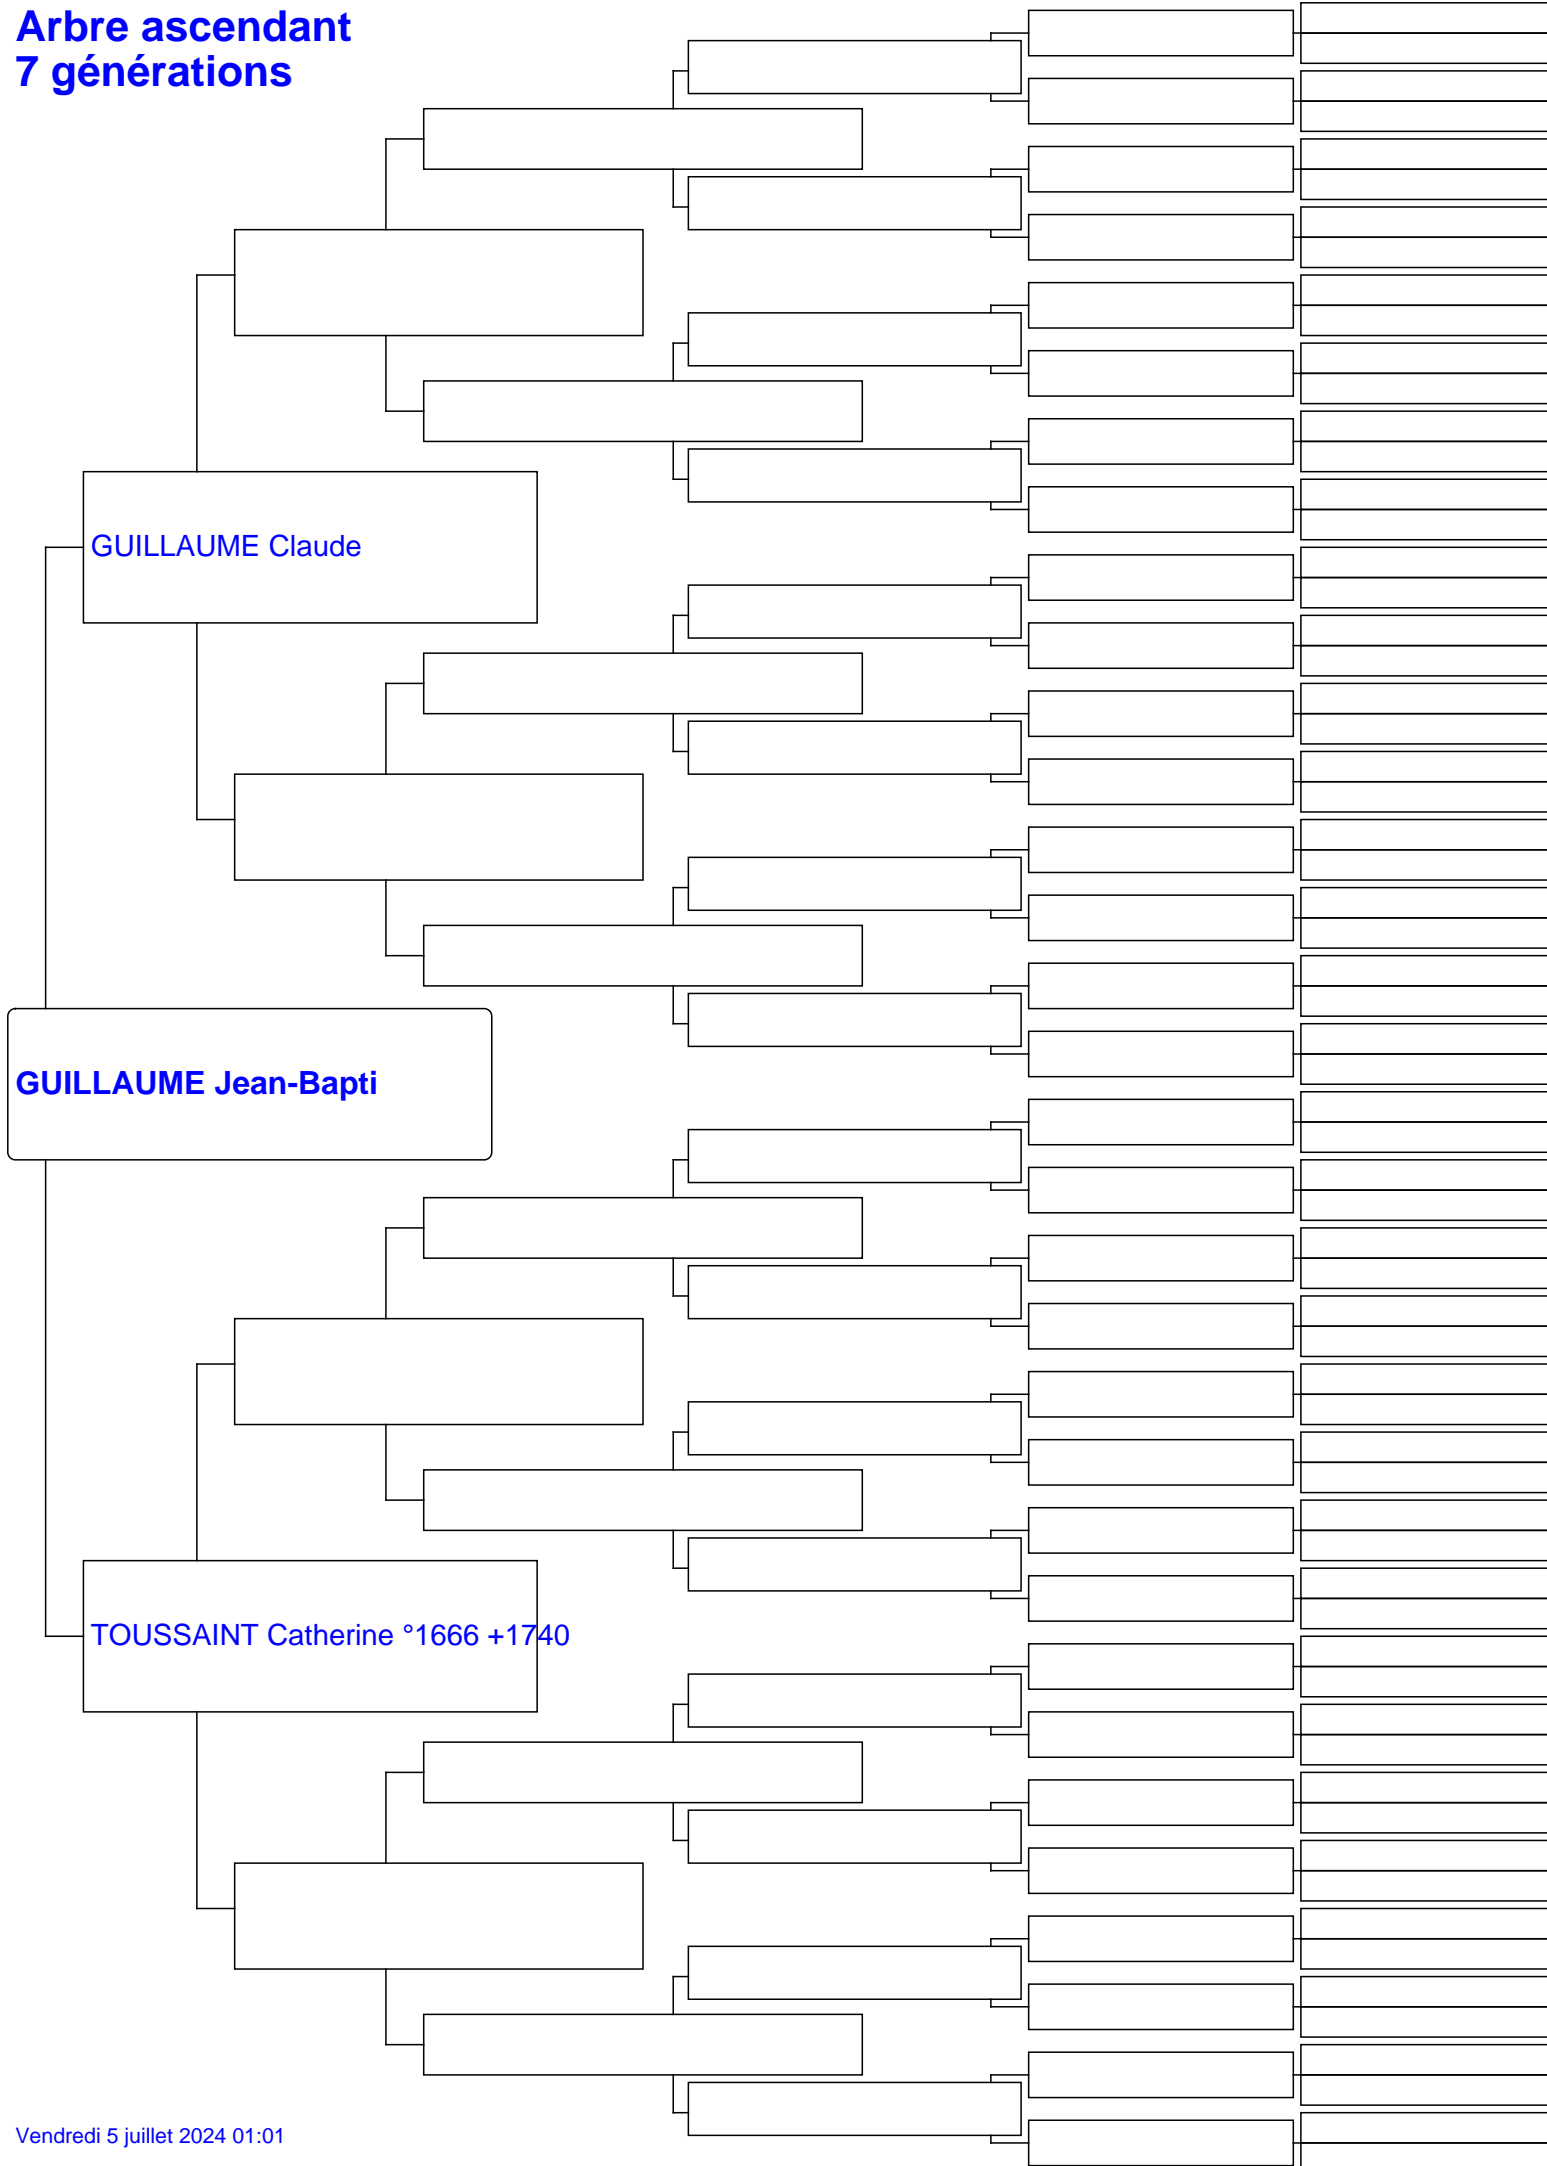 Arbre ascendant
7 générations
GUILLAUME Claude
GUILLAUME Jean-Bapti
TOUSSAINT Catherine °1666 +1740
Vendredi 5 juillet 2024 01:01